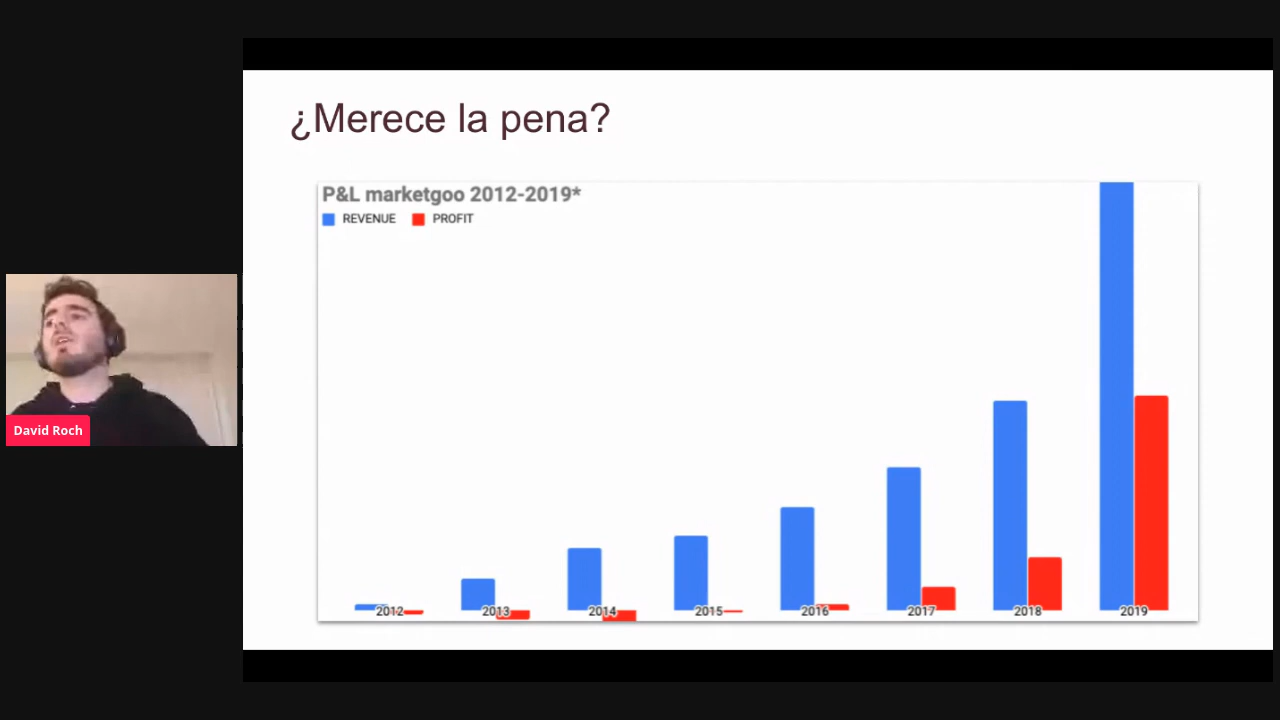 ¿Merece la pena?
P&L marketgoo 2012-2019*
REVENUE PROFIT
David Roch
2012 2013 2014 2015 2016 2017 2018 2019